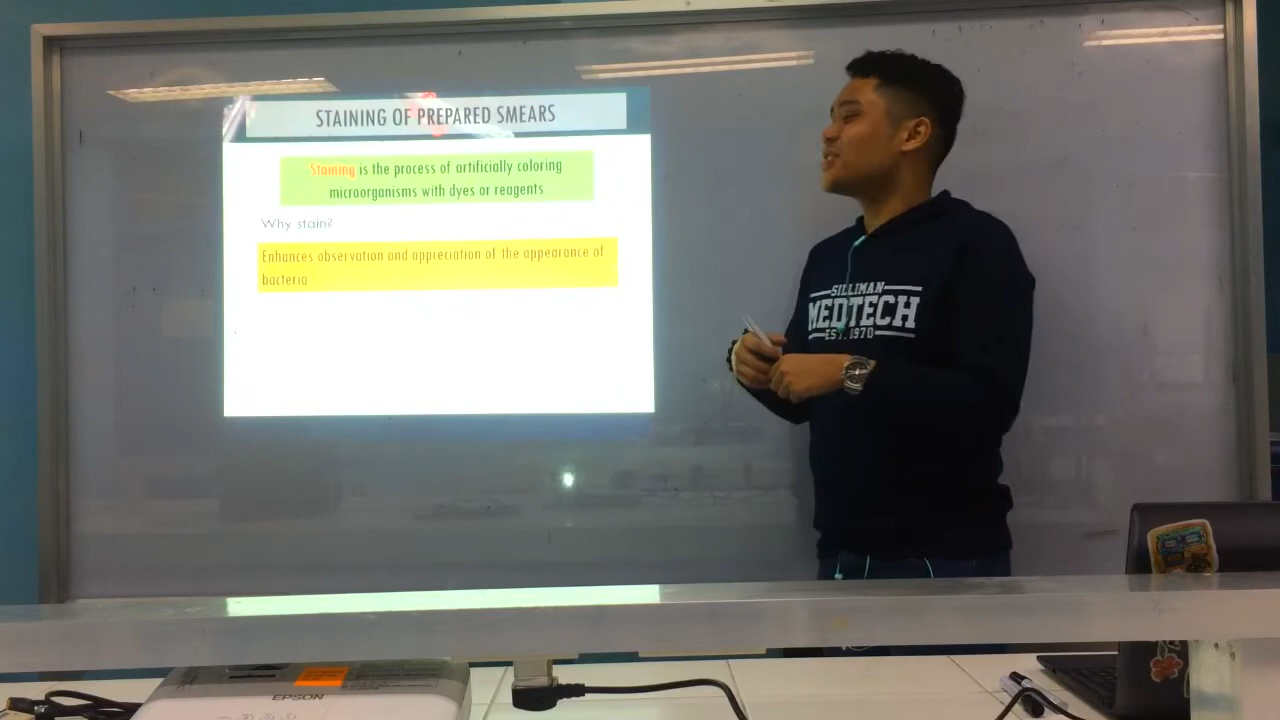 STAINING OF PREPARED SMEARS
Staining is the process of artificially coloring
microorganisms with dyes or reagents
Why stain?
Enhances observation and appreciation of the appearance of
bacteria
SILLIMAN
MEDTECH
EST. 1970
EPSON